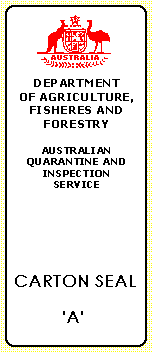 AUSTRALIA
DEPARTMENT
OF AGRICULTURE,
FISHERES AND
FORESTRY
AUSTRALIAN
QUARANTINE AND
INSPECTION
SERVICE
CARTON SEAL
'A'